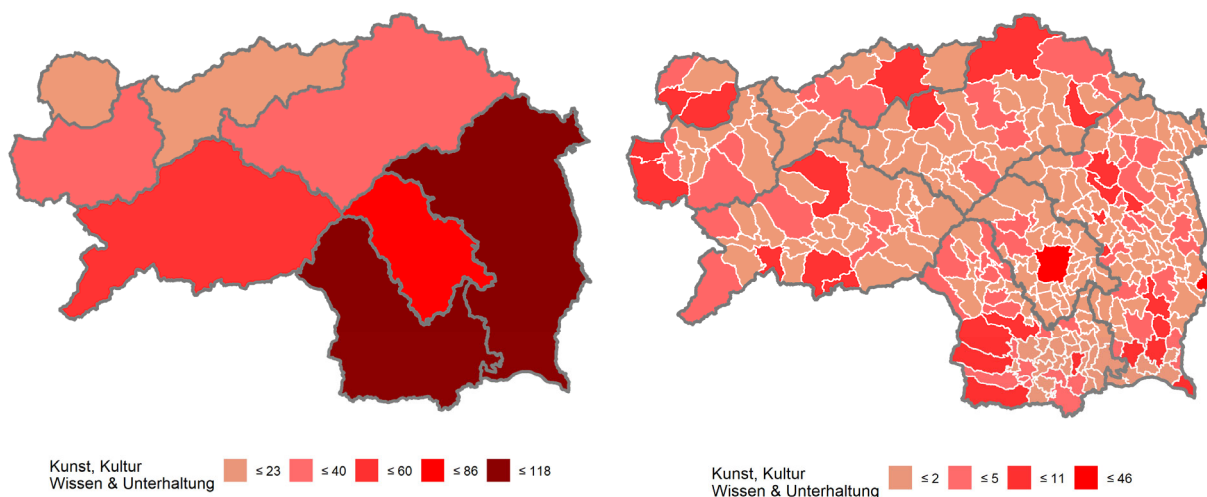 Kunst, Kultur
Wissen & Unterhaltung
≤ 23
≤ 40
≤ 60
≤ 86
≤ 118
Kunst, Kultur
Wissen & Unterhaltung
≤ 2
≤ 5
≤ 11
≤ 46